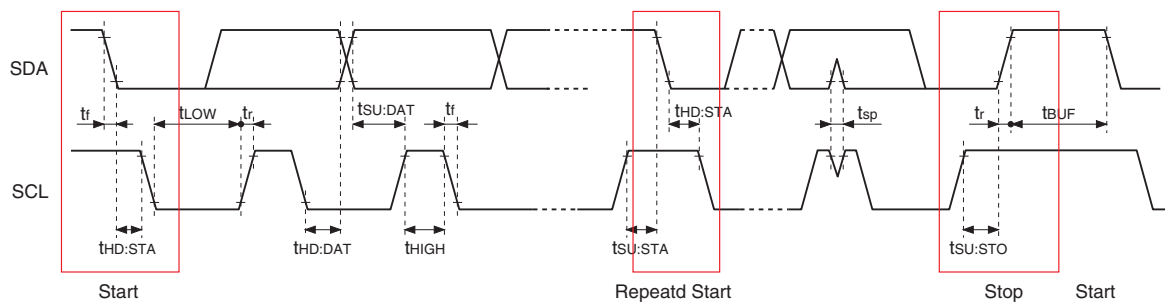 SDA
tf
tLOW
tr
tSU:DAT
tf
tHD:STA
tsp
tr
tBUF
SCL
tHD:STA
tHD:DAT
tHIGH
tSU:STA
tSU:STO
Start
Repeatd Start
Stop
Start